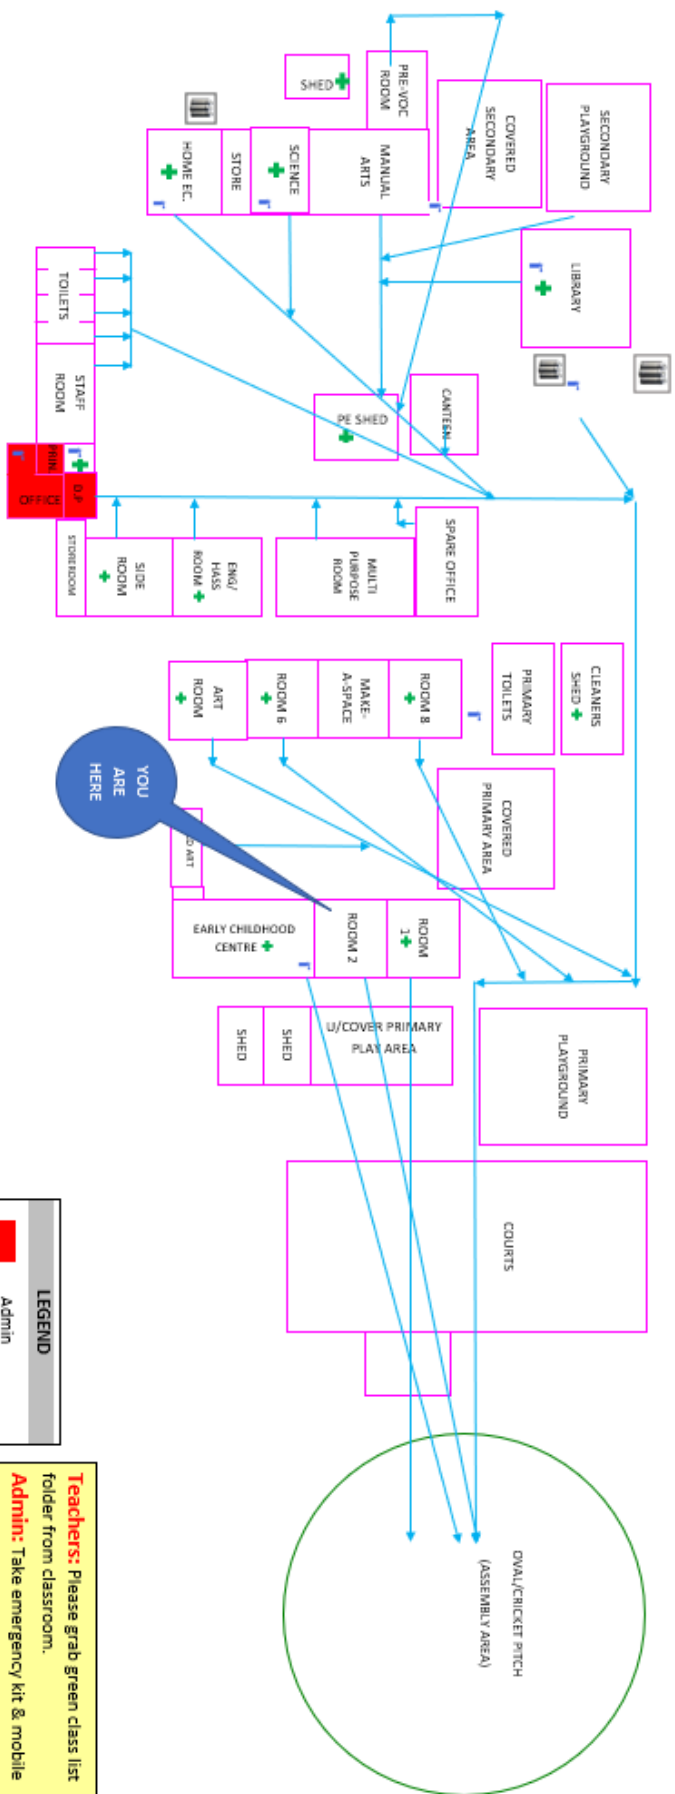 SHED
PRE-VOC
ROOM
COVERED
SECONDARY
AREA
SECONDARY
PLAYGROUND
HOME EC.
STORE
SCIENCE
MANUAL
ARTS
LIBRARY
TOILETS
STAFF
ROOM
PRIN.
D.P
OFFICE
PE SHED
CANTEEN
STOREROOM
SIDE
ROOM
ENG/
HASS
ROOM
MULTI
PURPOSE
ROOM
SPARE OFFICE
ART
ROOM
ROOM 6
MAKE-
A-SPACE
ROOM 8
PRIMARY
TOILETS
CLEANERS
SHED
YOU
ARE
HERE
ART
COVERED
PRIMARY AREA
EARLY CHILDHOOD
CENTRE
ROOM 2
ROOM
1
SHED
SHED
U/COVER PRIMARY
PLAY AREA
PRIMARY
PLAYGROUND
COURTS
OVAL/CRICKET PITCH
(ASSEMBLY AREA)
LEGEND
Admin
Teachers: Please grab green class list
folder from classroom.
Admin: Take emergency kit & mobile